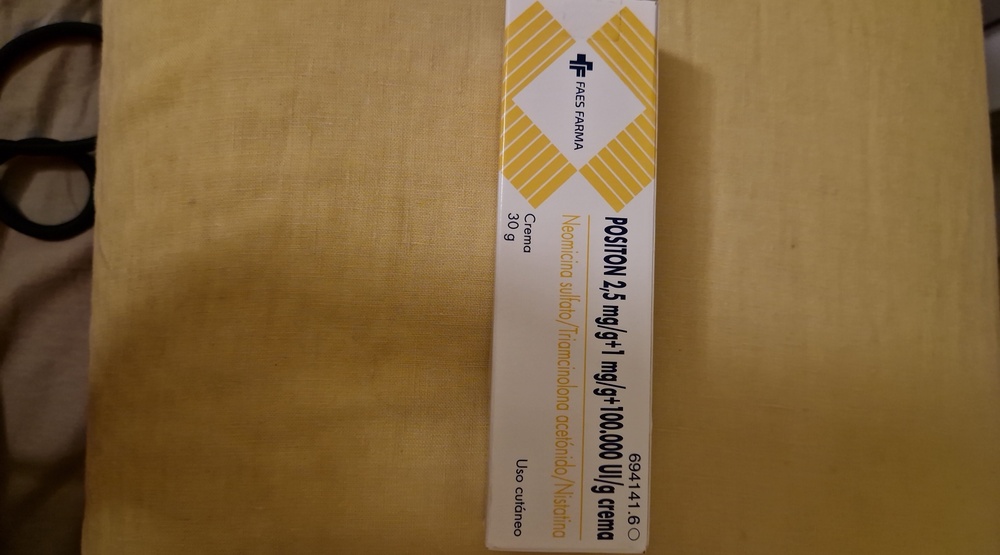 FAES FARMA
694141.6
POSITON 2,5 mg/g+1 mg/g+100.000 UI/g crema
Neomicina sulfato/Triamcinolona acetónido/Nistatina
Crema
30 g
Uso cutáneo